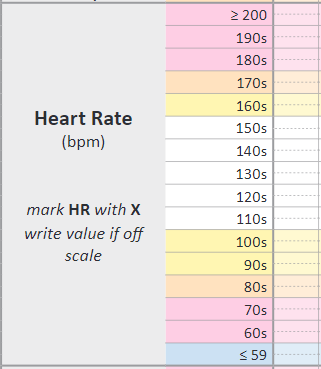 Heart Rate
(bpm)
mark HR with X
write value if off
scale
≥ 200
190s
180s
170s
160s
150s
140s
130s
120s
110s
100s
90s
80s
70s
60s
≤ 59